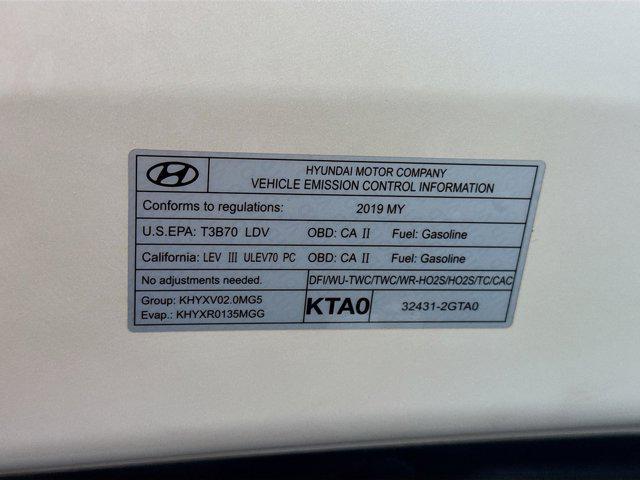 HYUNDAI MOTOR COMPANY
VEHICLE EMISSION CONTROL INFORMATION
Conforms to regulations: 2019 MY
U.S.EPA: T3B70 LDV OBD: CA II Fuel: Gasoline
California: LEV III ULEV70 PC OBD: CA II Fuel: Gasoline
No adjustments needed. DFI/WU-TWC/TWC/WR-HO2S/HO2S/TC/CAC
Group: KHYXV02.0MG5
Evap.: KHYXR0135MGG
KTA0
32431-2GTA0